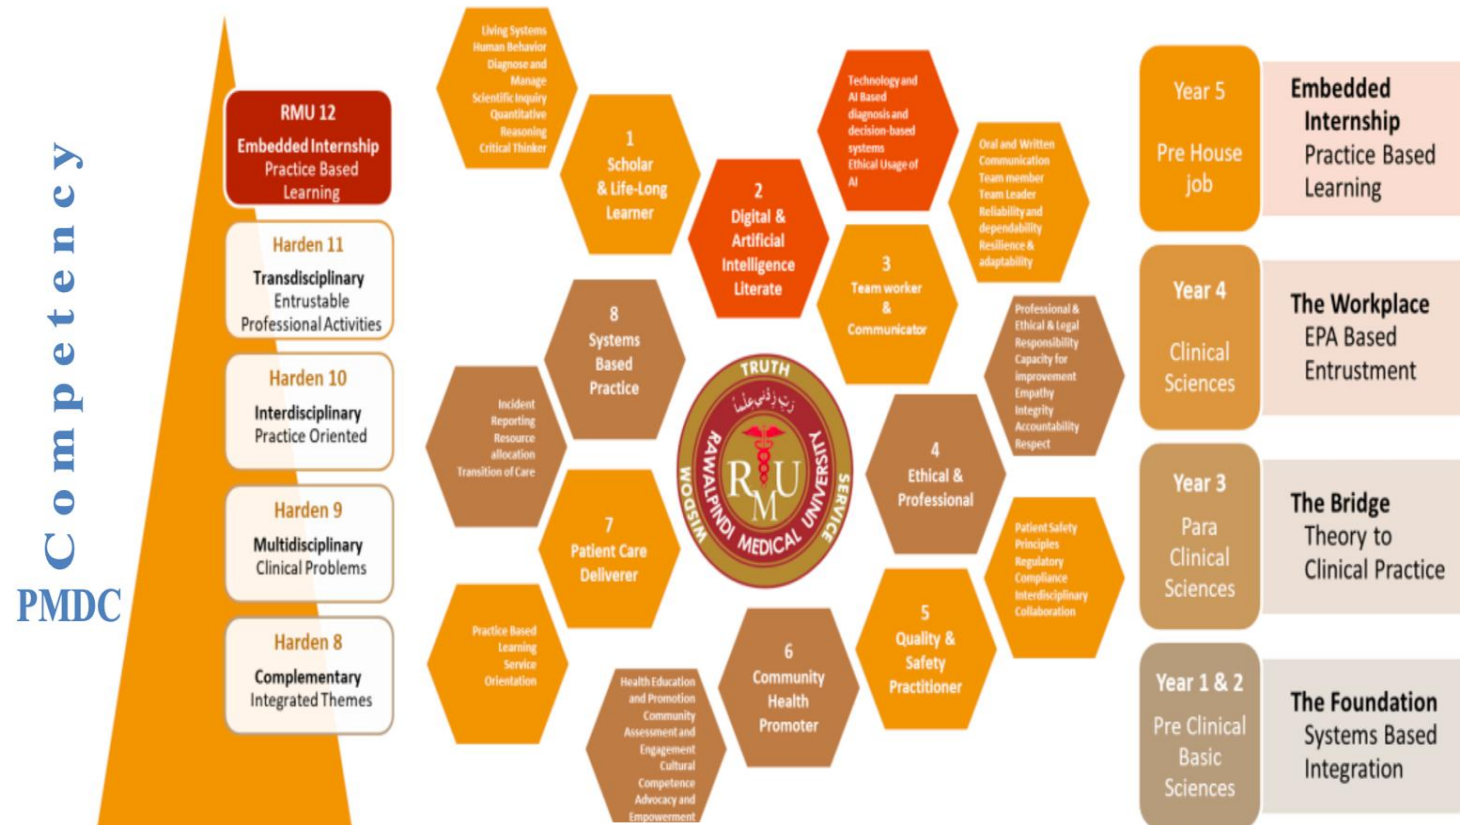 Competency
PMDC
RMU 12
Embedded Internship
Practice Based
Learning
Harden 11
Transdisciplinary
Entrustable
Professional Activities
Harden 10
Interdisciplinary
Practice Oriented
Harden 9
Multidisciplinary
Clinical Problems
Harden 8
Complementary
Integrated Themes
Living Systems
Human Behavior
Diagnose and
Manage
Scientific Inquiry
Quantitative
Reasoning
Critical Thinker
1
Scholar
& Life-Long
Learner
2
Digital &
Artificial
Intelligence
Literate
Technology and
AI Based
diagnosis and
decision-based
systems
Ethical Usage of
AI
3
Team worker
&
Communicator
Oral and Written
Communication
Team member
Team Leader
Reliability and
dependability
Resilience &
adaptability
4
Ethical &
Professional
Professional &
Ethical & Legal
Responsibility
Capacity for
improvement
Empathy
Integrity
Accountability
Respect
5
Quality &
Safety
Practitioner
Patient Safety
Principles
Regulatory
Compliance
Interdisciplinary
Collaboration
6
Community
Health
Promoter
Health Education
and Promotion
Community
Assessment and
Engagement
Cultural
Competence
Advocacy and
Empowerment
7
Patient Care
Deliverer
Practice Based
Learning
Service
Orientation
8
Systems
Based
Practice
Incident
Reporting
Resource
allocation
Transition of Care
TRUTH
WISDOM
SERVICE
رَبِّ زِدْنِي عِلْماً
RAWALPINDI MEDICAL UNIVERSITY
RMU
Year 5
Pre House
job
Embedded
Internship
Practice Based
Learning
Year 4
Clinical
Sciences
The Workplace
EPA Based
Entrustment
Year 3
Para
Clinical
Sciences
The Bridge
Theory to
Clinical Practice
Year 1 & 2
Pre Clinical
Basic
Sciences
The Foundation
Systems Based
Integration